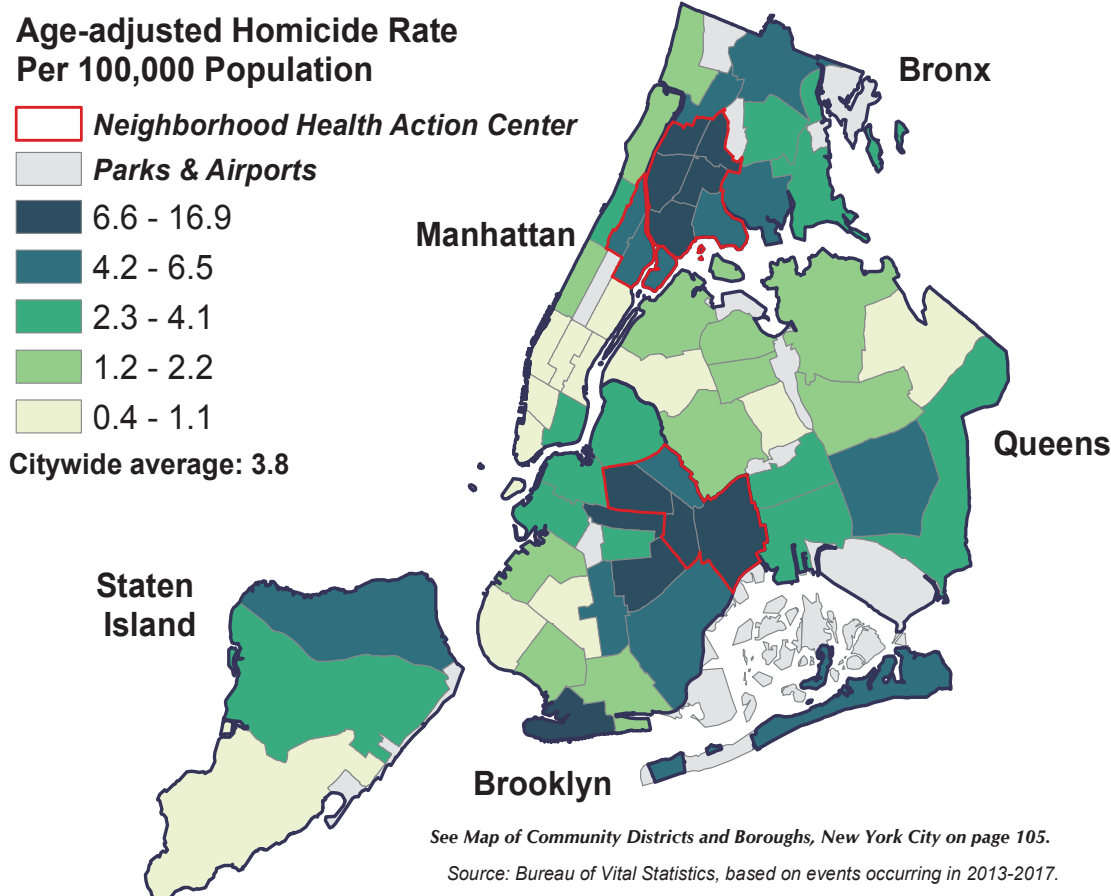 Age-adjusted Homicide Rate
Per 100,000 Population
Neighborhood Health Action Center
Parks & Airports
6.6 - 16.9
4.2 - 6.5
2.3 - 4.1
1.2 - 2.2
0.4 - 1.1
Citywide average: 3.8
Bronx
Manhattan
Queens
Staten
Island
Brooklyn
See Map of Community Districts and Boroughs, New York City on page 105.
Source: Bureau of Vital Statistics, based on events occurring in 2013-2017.